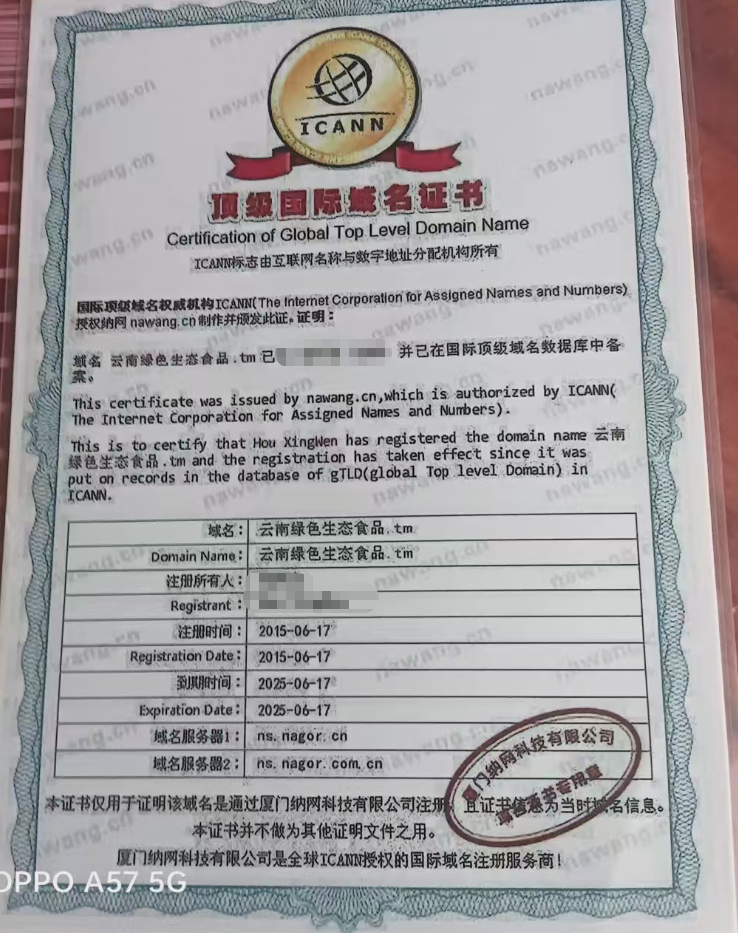 ICANN
顶级国际域名证书
Certification of Global Top Level Domain Name
ICANN标志由互联网名称与数字地址分配机构所有
国际顶级域名权威机构ICANN(The Internet Corporation for Assigned Names and Numbers)
授权纳网 nawang.cn 制作并颁发此证,证明:
域名 云南绿色生态食品.tm 已 并已在国际顶级域名数据库中备
案。
This certificate was issued by nawang.cn,which is authorized by ICANN(
The Internet Corporation for Assigned Names and Numbers).
This is to certify that Hou XingWen has registered the domain name 云南
绿色生态食品.tm and the registration has taken effect since it was
put on records in the database of gTLD(global Top level Domain) in
ICANN.
域名: 云南绿色生态食品.tm
Domain Name: 云南绿色生态食品.tm
注册所有人:
Registrant :
注册时间: 2015-06-17
Registration Date: 2015-06-17
到期时间: 2025-06-17
Expiration Date: 2025-06-17
域名服务器1: ns.nagor.cn
域名服务器2: ns.nagor.com.cn
厦门纳网科技有限公司
域名证书专用章
本证书仅用于证明该域名是通过厦门纳网科技有限公司注册,且证书信息为当时域名信息。
本证书并不做为其他证明文件之用。
厦门纳网科技有限公司是全球ICANN授权的国际域名注册服务商!
OPPO A57 5G
nawang.cn